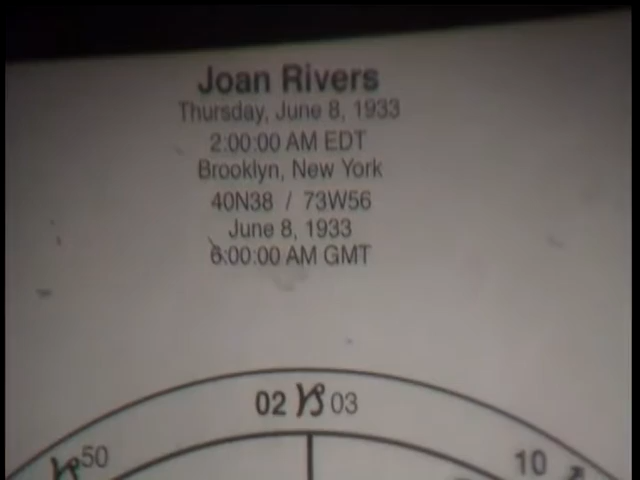 Joan Rivers
Thursday, June 8, 1933
2:00:00 AM EDT
Brooklyn, New York
40N38 / 73W56
June 8, 1933
6:00:00 AM GMT
02 ♑ 03
♑ 50
10 ♐